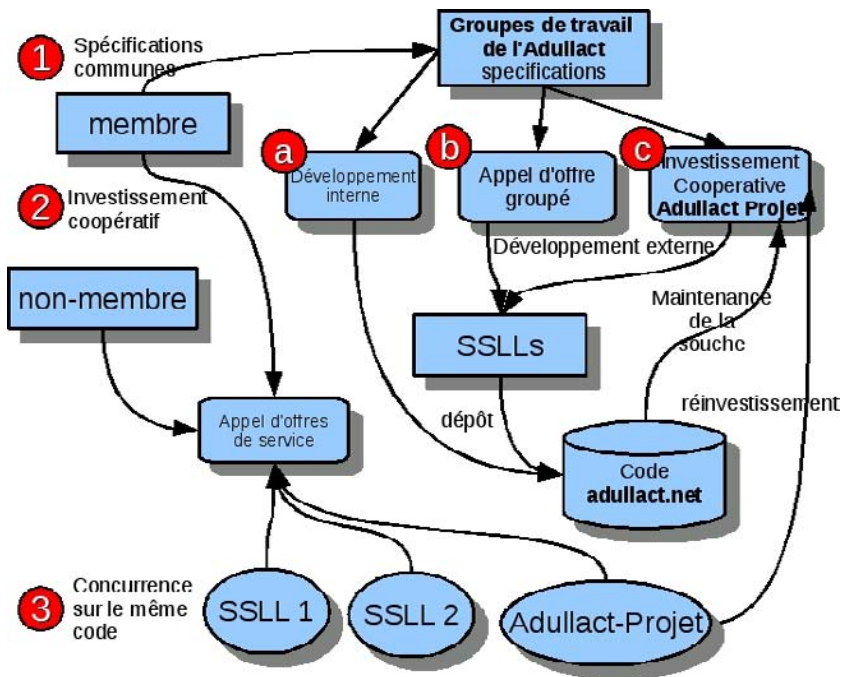 1
Spécifications
communes
Groupes de travail
de l'Adullact
specifications
membre
a
Développement
interne
b
Appel d'offre
groupé
c
Investissement
Cooperative
Adullact Projet
2
Investissement
coopératif
Développement externe
non-membre
Maintenance
de la
souche
SSLLs
Appel d'offres
de service
dépôt
réinvestissement
Code
adullact.net
3
Concurrence
sur le même
code
SSLL 1
SSLL 2
Adullact-Projet